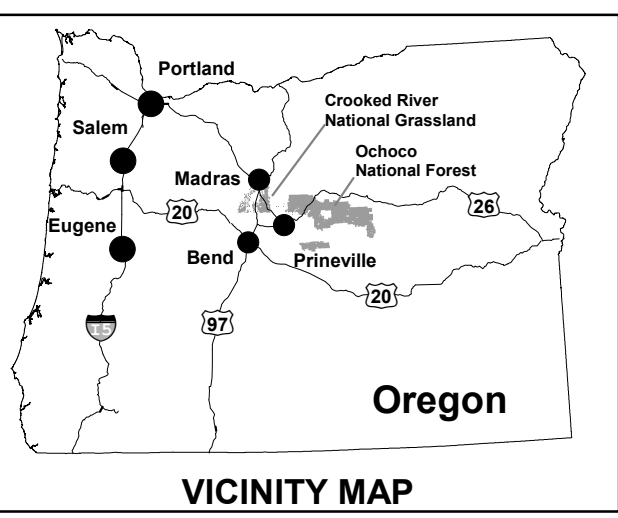 Portland
Crooked River
National Grassland
Salem
Ochoco
National Forest
Madras
20
26
Eugene
Bend
Prineville
20
I5
97
Oregon
VICINITY MAP